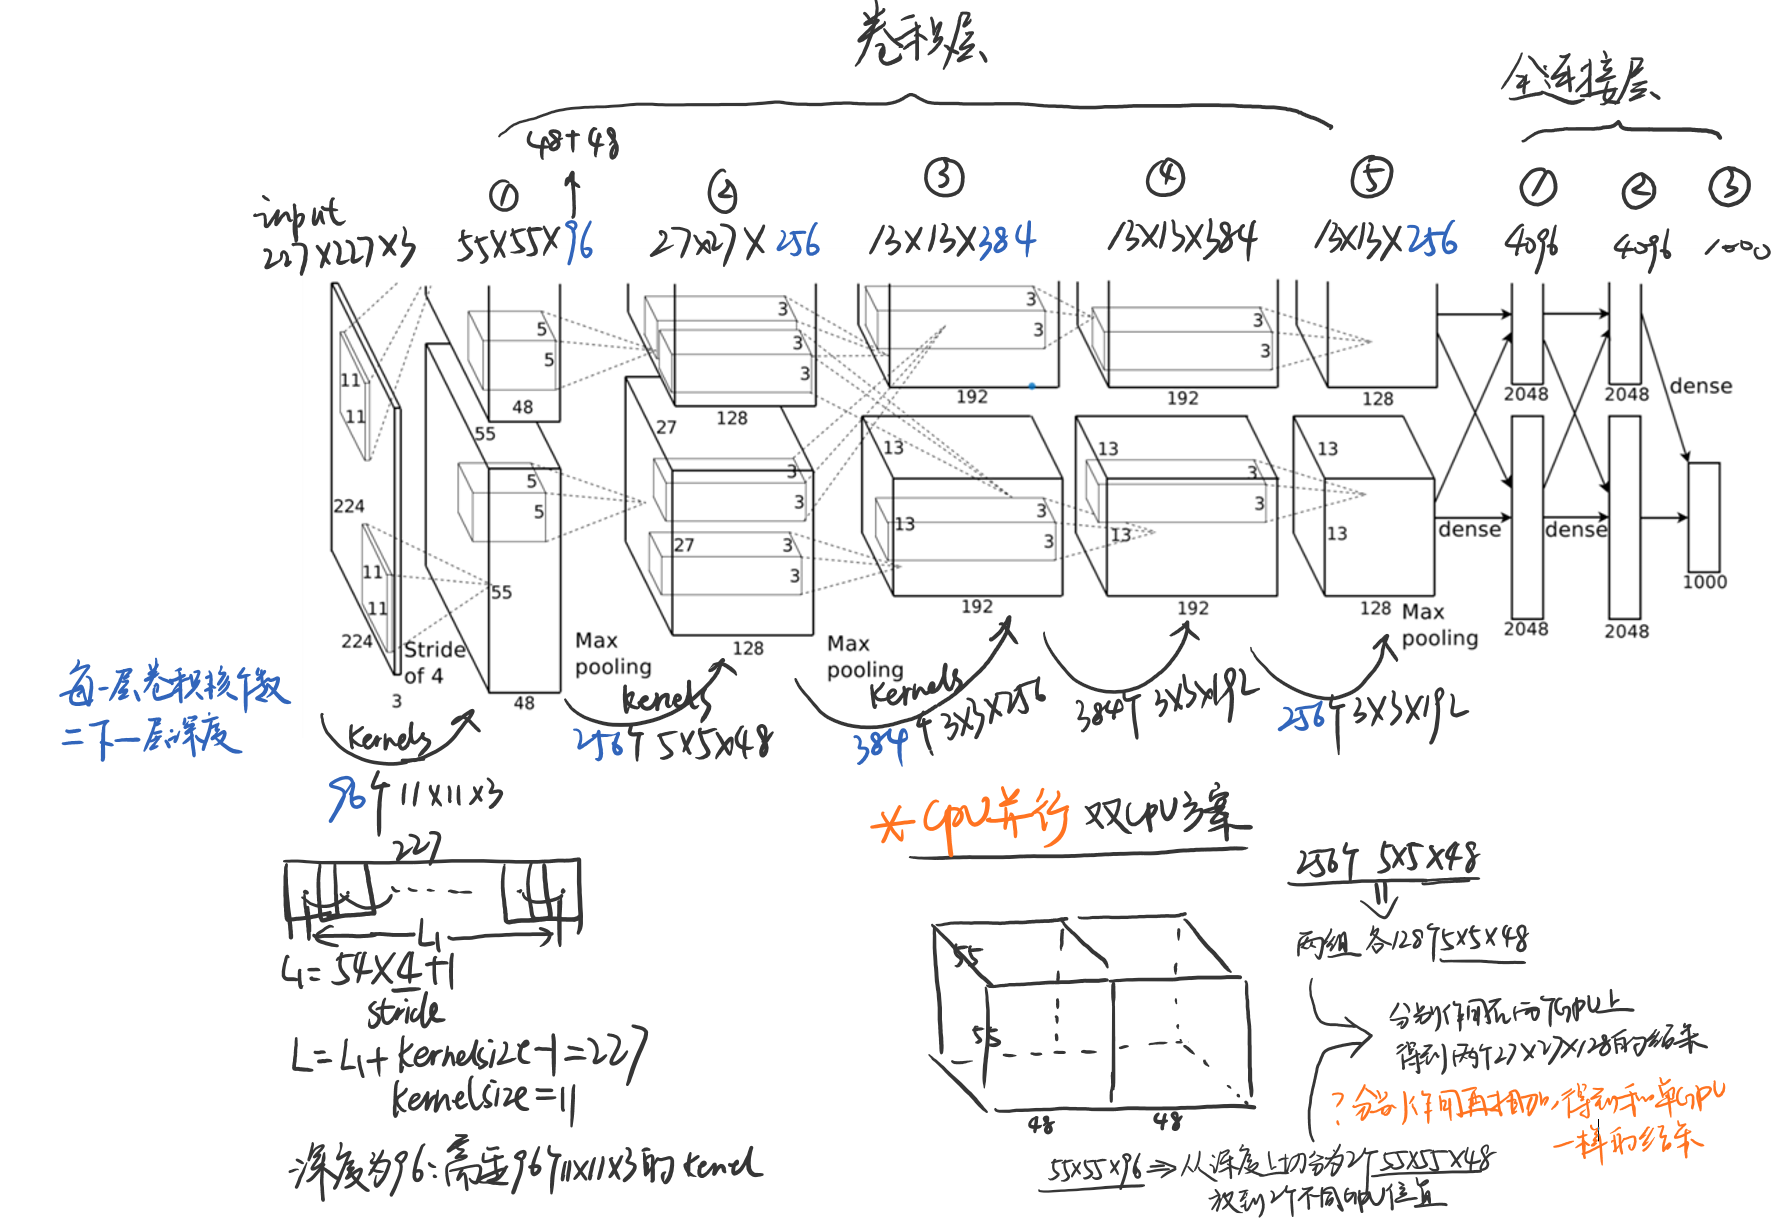 卷积层
全连接层
48+48
① ② ③ ④ ⑤ ① ② ③
input
227×227×3 55×55×96 27×27×256 13×13×384 13×13×384 13×13×256 4096 4096 1000
11
11
224
11
11
224
3
Stride
of 4
5
5
48
55
5
5
55
48
Max
pooling
3
3
3
128
27
3
3
27
3
3
128
Max
pooling
3
3
192
13
13
3
3
192
3
3
192
13
3
3
13
192
128
13
13
128
Max
pooling
2048
2048
dense
dense
dense
2048
2048
1000
每一层卷积核个数
=下一层深度
kernels
96个11×11×3
kernels
256个5×5×48
kernels
384个3×3×256
384个3×3×192
256个3×3×192
227
L₁
L₁=54×4+1
stride
L=L₁+kernelsize-1=227
kernelsize=11
深度为96:需要96个11×11×3的kernel
*GPU并行 双GPU方案
256个 5×5×48
两组 各128个5×5×48
分别作用在两个GPU上
得到两个27×27×128的结果
?分别作用再相加,得到和单GPU
一样的结果
55
55
48 48
55×55×96⇒从深度上切分为2个55×55×48
放到2个不同GPU位置